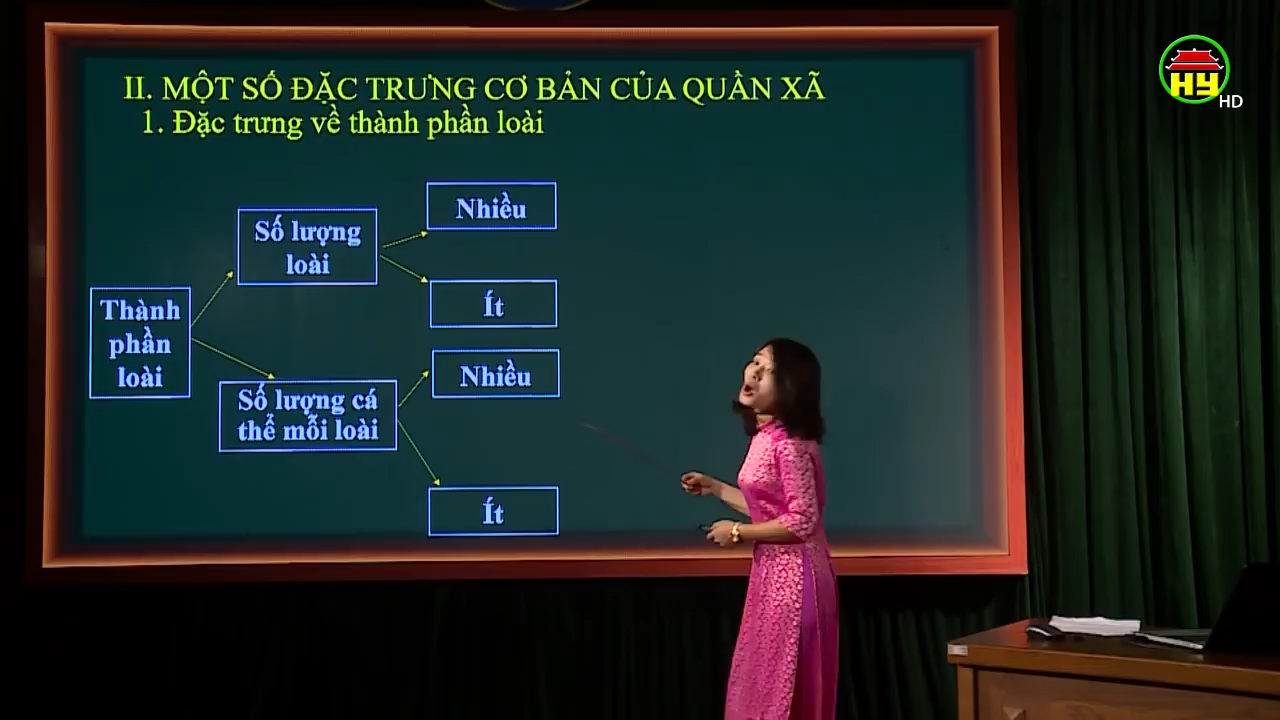 II. MỘT SỐ ĐẶC TRƯNG CƠ BẢN CỦA QUẦN XÃ
1. Đặc trưng về thành phần loài
Thành
phần
loài
Số lượng
loài
Nhiều
Ít
Số lượng cá
thể mỗi loài
Nhiều
Ít
HY
HD